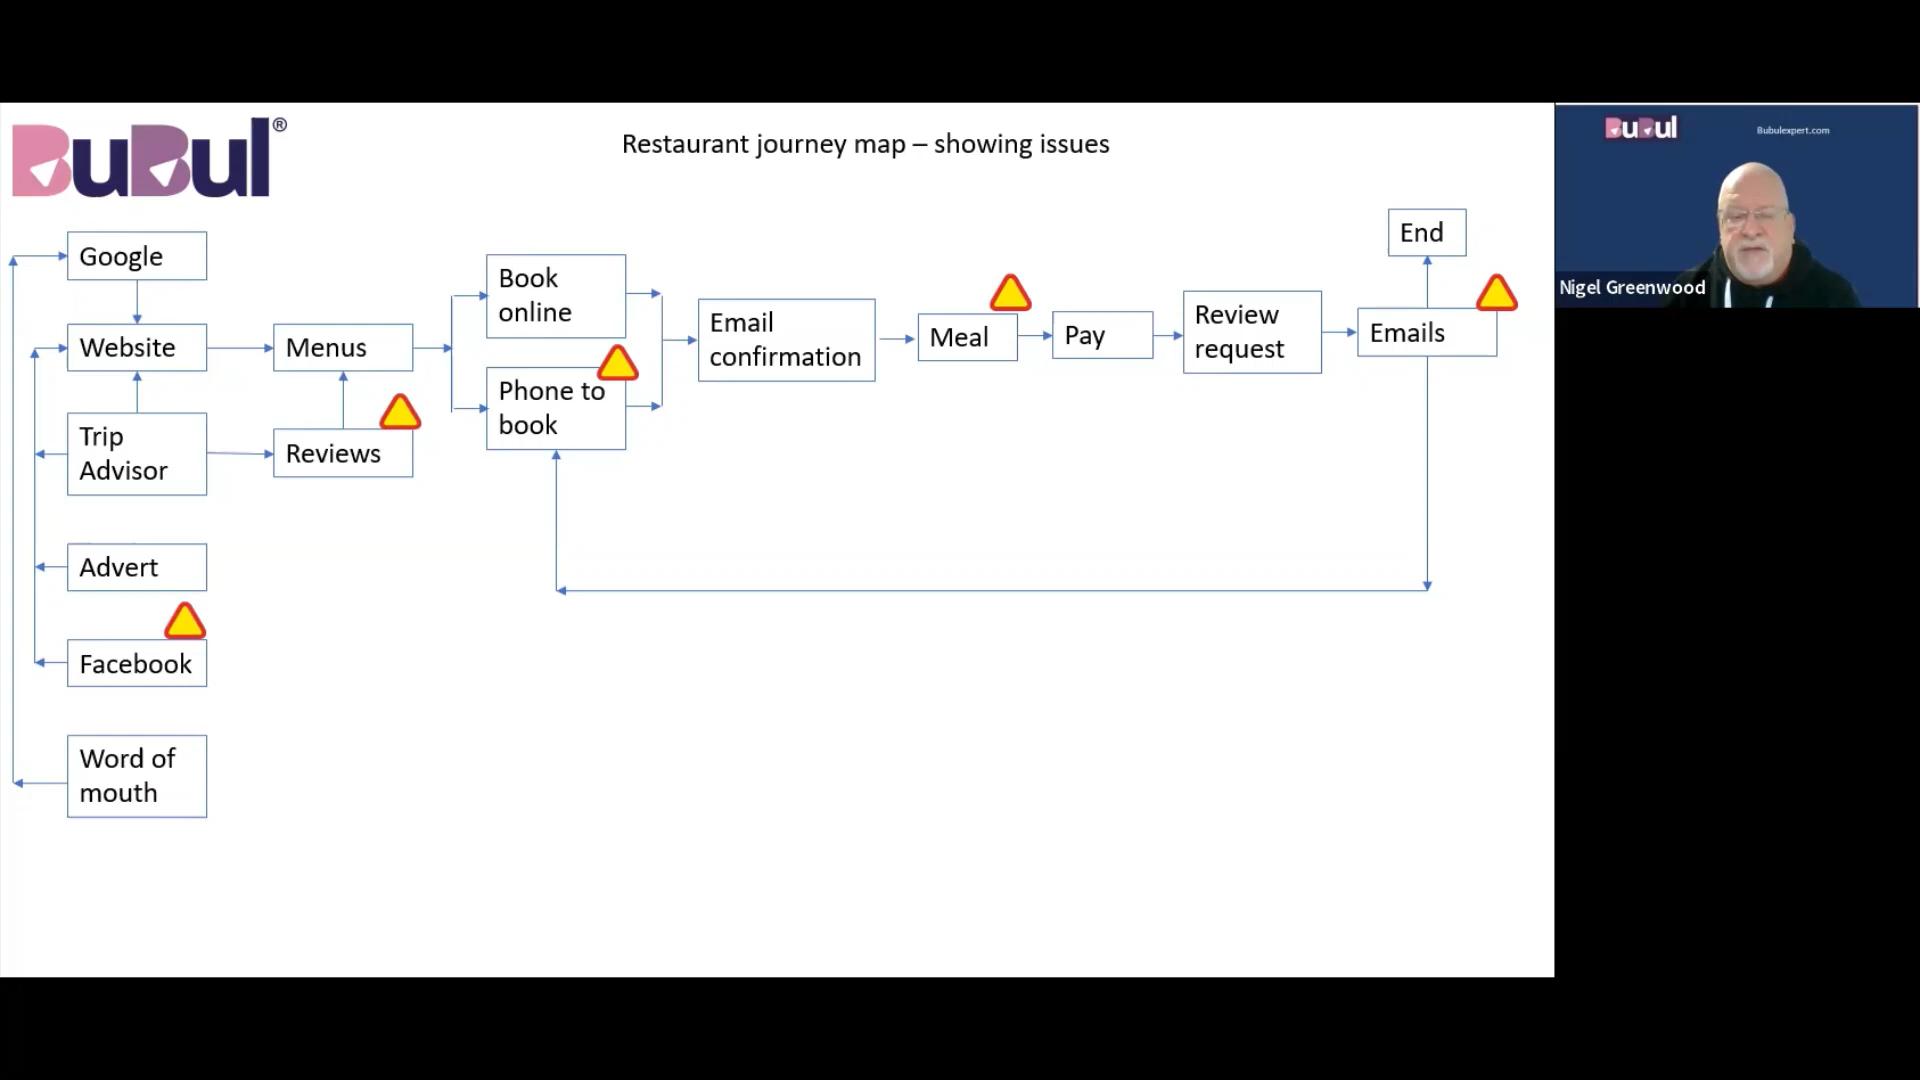 BuBul®
Restaurant journey map – showing issues
BuBul
Bubulexpert.com
Nigel Greenwood
Google
Website
Trip
Advisor
Advert
Facebook
Word of
mouth
Menus
Reviews
Book
online
Phone to
book
Email
confirmation
Meal
Pay
Review
request
Emails
End